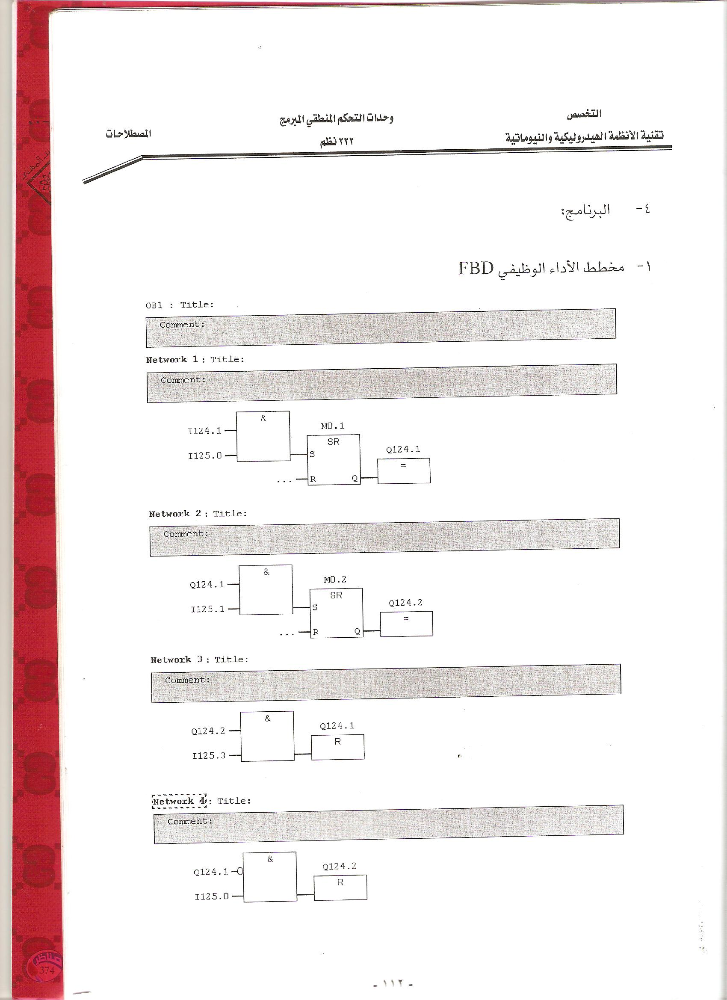 التخصص
تقنية الأنظمة الهيدروليكية والنيوماتية
وحدات التحكم المنطقي المبرمج
٢٢٢ نظم
المصطلاحات
٤- البرنامج:
١- مخطط الأداء الوظيفي FBD
OB1 : Title:
Comment:
Network 1 : Title:
Comment:
&
I124.1
I125.0
M0.1
SR
S
... R Q
Q124.1
=
Network 2 : Title:
Comment:
&
Q124.1
I125.1
M0.2
SR
S
... R Q
Q124.2
=
Network 3 : Title:
Comment:
&
Q124.2
I125.3
Q124.1
R
Network 4 : Title:
Comment:
&
Q124.1
I125.0
Q124.2
R
- ١١٢ -
374